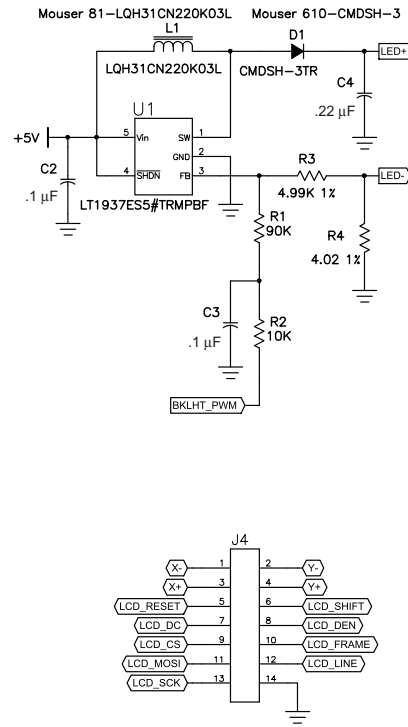 Mouser 81-LQH31CN220K03L Mouser 610-CMDSH-3
L1 D1
LED+
LQH31CN220K03L CMDSH-3TR
C4
.22 µF
U1
+5V 5 Vin SW 1
GND 2
4 SHDN FB 3
C2
.1 µF
LT1937ES5#TRMPBF
R3
4.99K 1%
LED-
R1
90K
R4
4.02 1%
C3
.1 µF
R2
10K
BKLHT_PWM
J4
X- 1 2 Y-
X+ 3 4 Y+
LCD_RESET 5 6 LCD_SHIFT
LCD_DC 7 8 LCD_DEN
LCD_CS 9 10 LCD_FRAME
LCD_MOSI 11 12 LCD_LINE
LCD_SCK 13 14